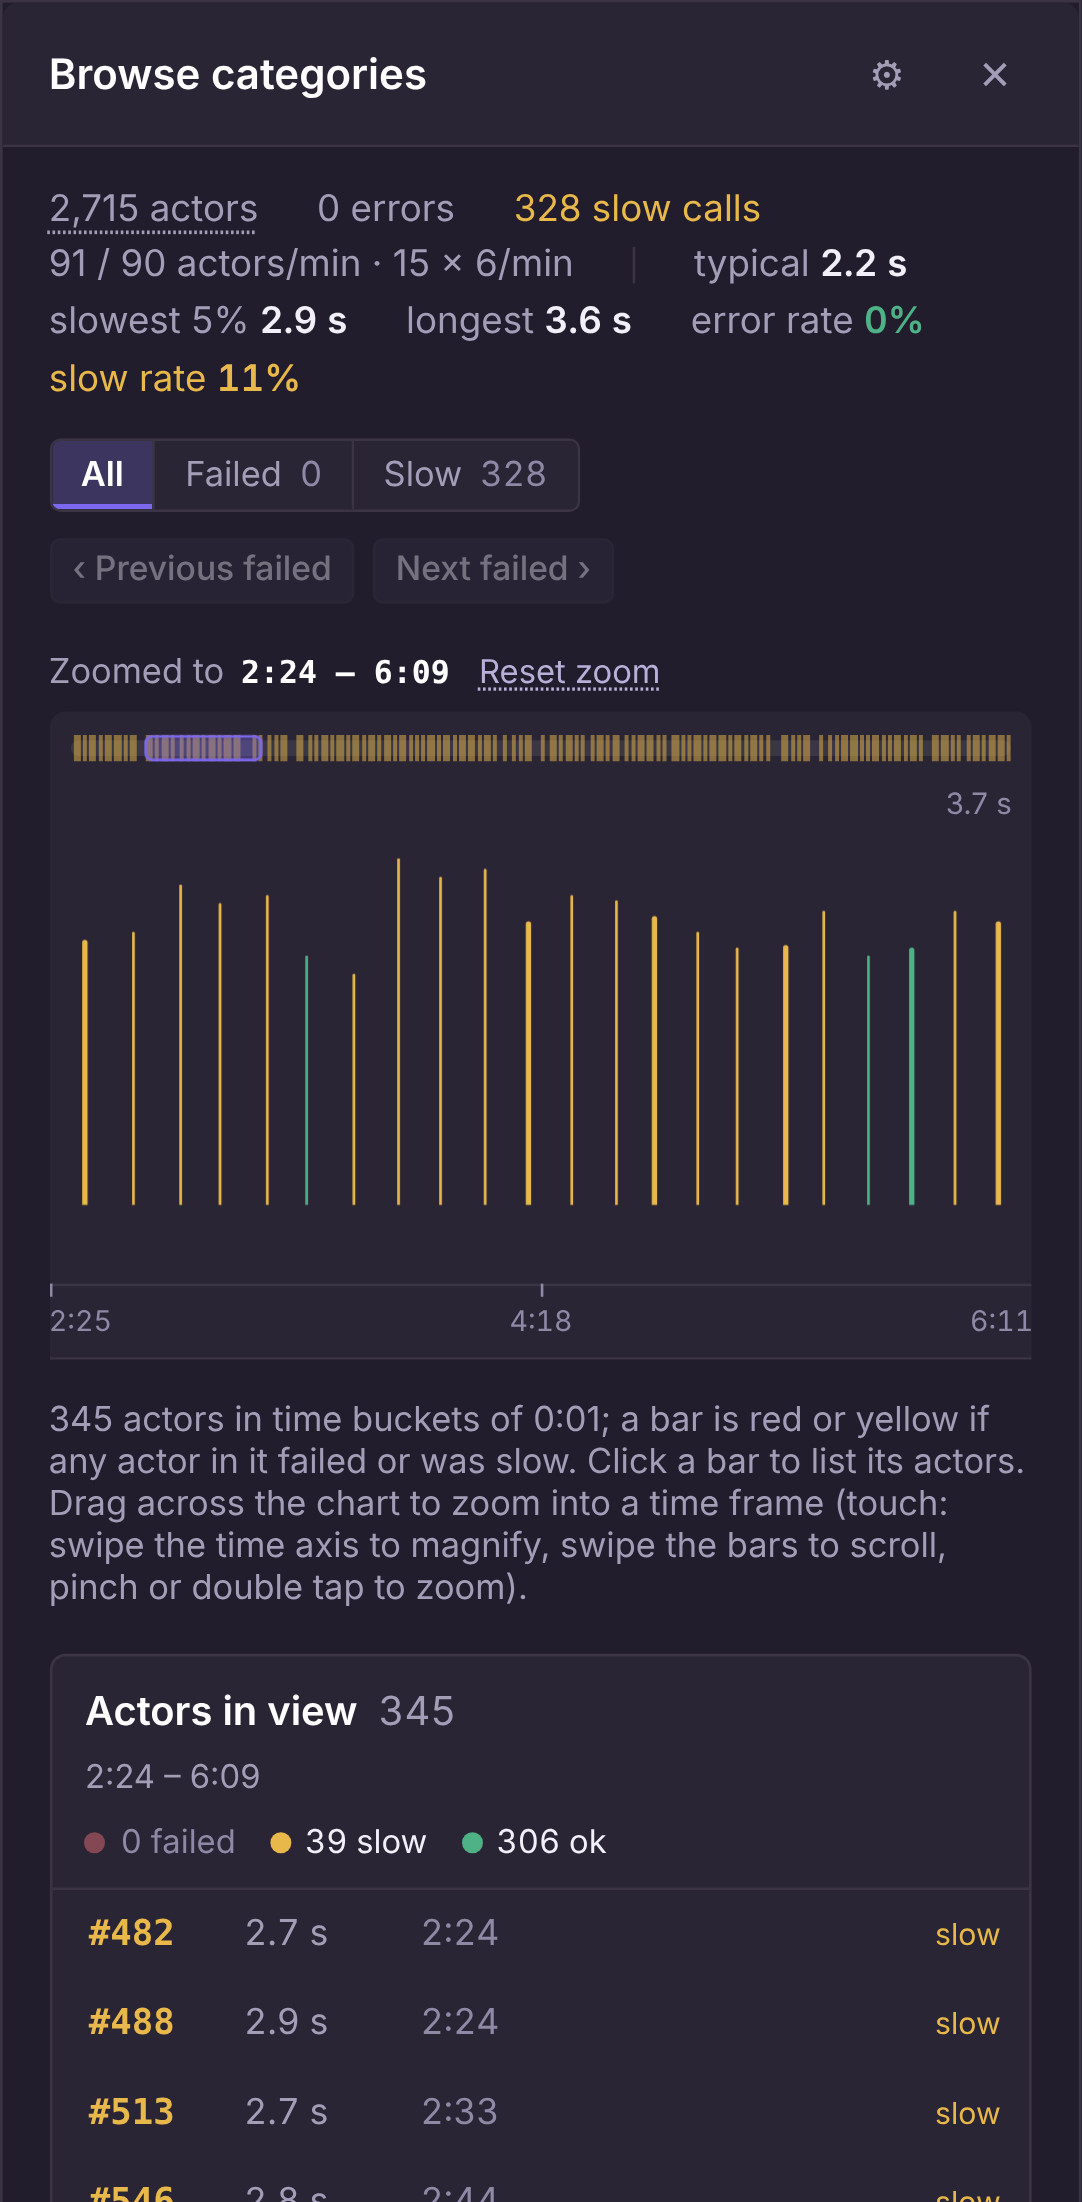 Browse categories
2,715 actors 0 errors 328 slow calls
91 / 90 actors/min · 15 × 6/min typical 2.2 s
slowest 5% 2.9 s longest 3.6 s error rate 0%
slow rate 11%
All Failed 0 Slow 328
‹ Previous failed Next failed ›
Zoomed to 2:24 – 6:09 Reset zoom
3.7 s
2:25 4:18 6:11
345 actors in time buckets of 0:01; a bar is red or yellow if
any actor in it failed or was slow. Click a bar to list its actors.
Drag across the chart to zoom into a time frame (touch:
swipe the time axis to magnify, swipe the bars to scroll,
pinch or double tap to zoom).
Actors in view 345
2:24 – 6:09
0 failed 39 slow 306 ok
#482 2.7 s 2:24 slow
#488 2.9 s 2:24 slow
#513 2.7 s 2:33 slow
#546 2.8 s 2:44 slow